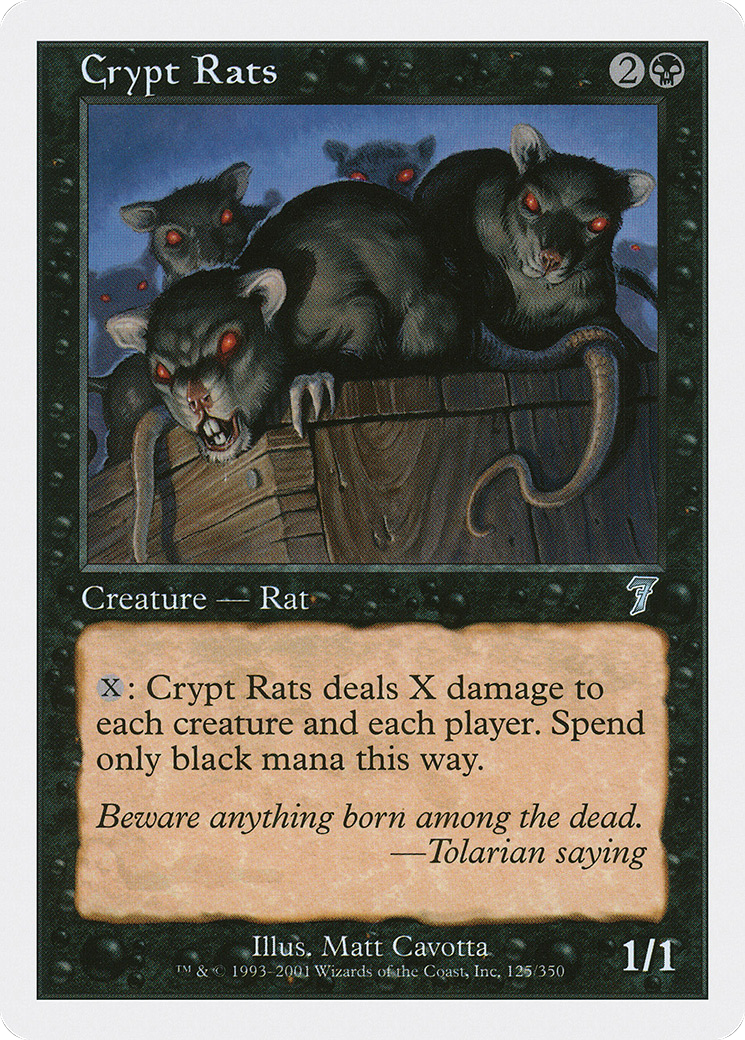 Crypt Rats
2
Creature — Rat
7
X: Crypt Rats deals X damage to
each creature and each player. Spend
only black mana this way.
Beware anything born among the dead.
—Tolarian saying
Illus. Matt Cavotta
1/1
™ & © 1993–2001 Wizards of the Coast, Inc. 125/350